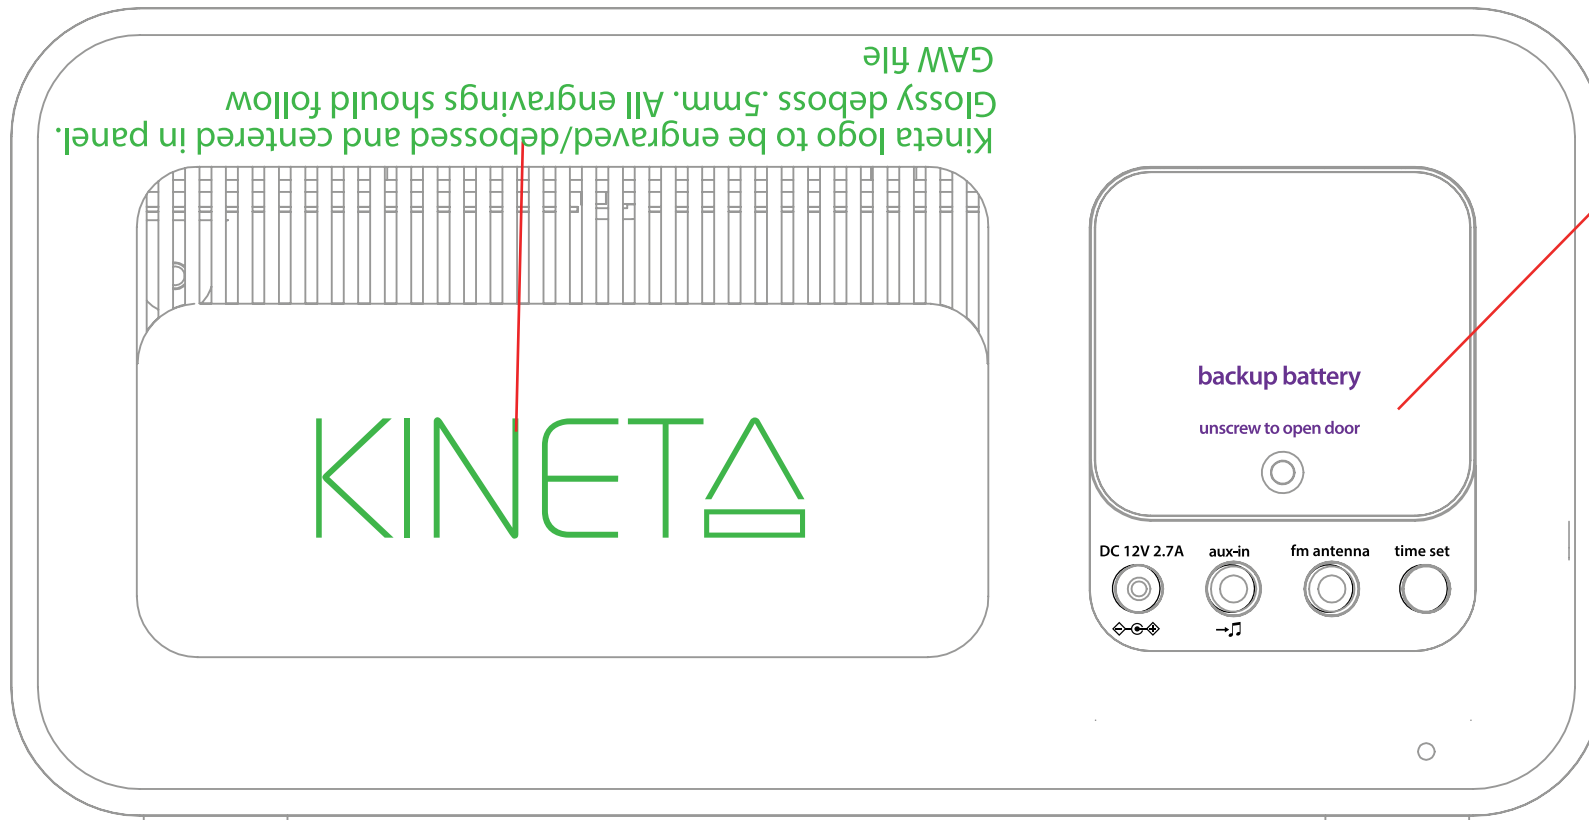 Kineta logo to be engraved/debossed and centered in panel.
Glossy deboss .5mm. All engravings should follow
GAW file
KINETA
backup battery
unscrew to open door
DC 12V 2.7A aux-in fm antenna time set